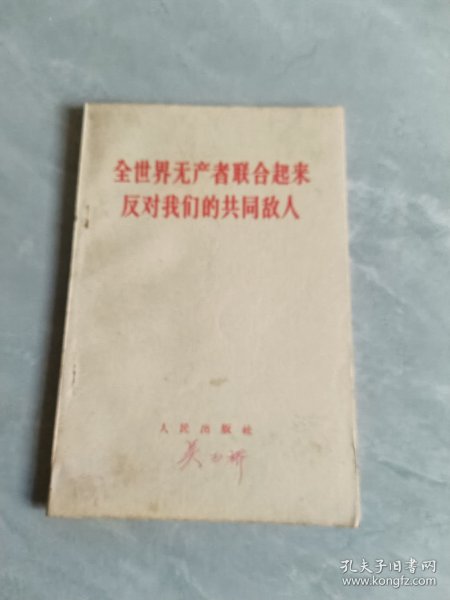 全世界无产者联合起来
反对我们的共同敌人
人民出版社
孔夫子旧书网
www.kongfz.com